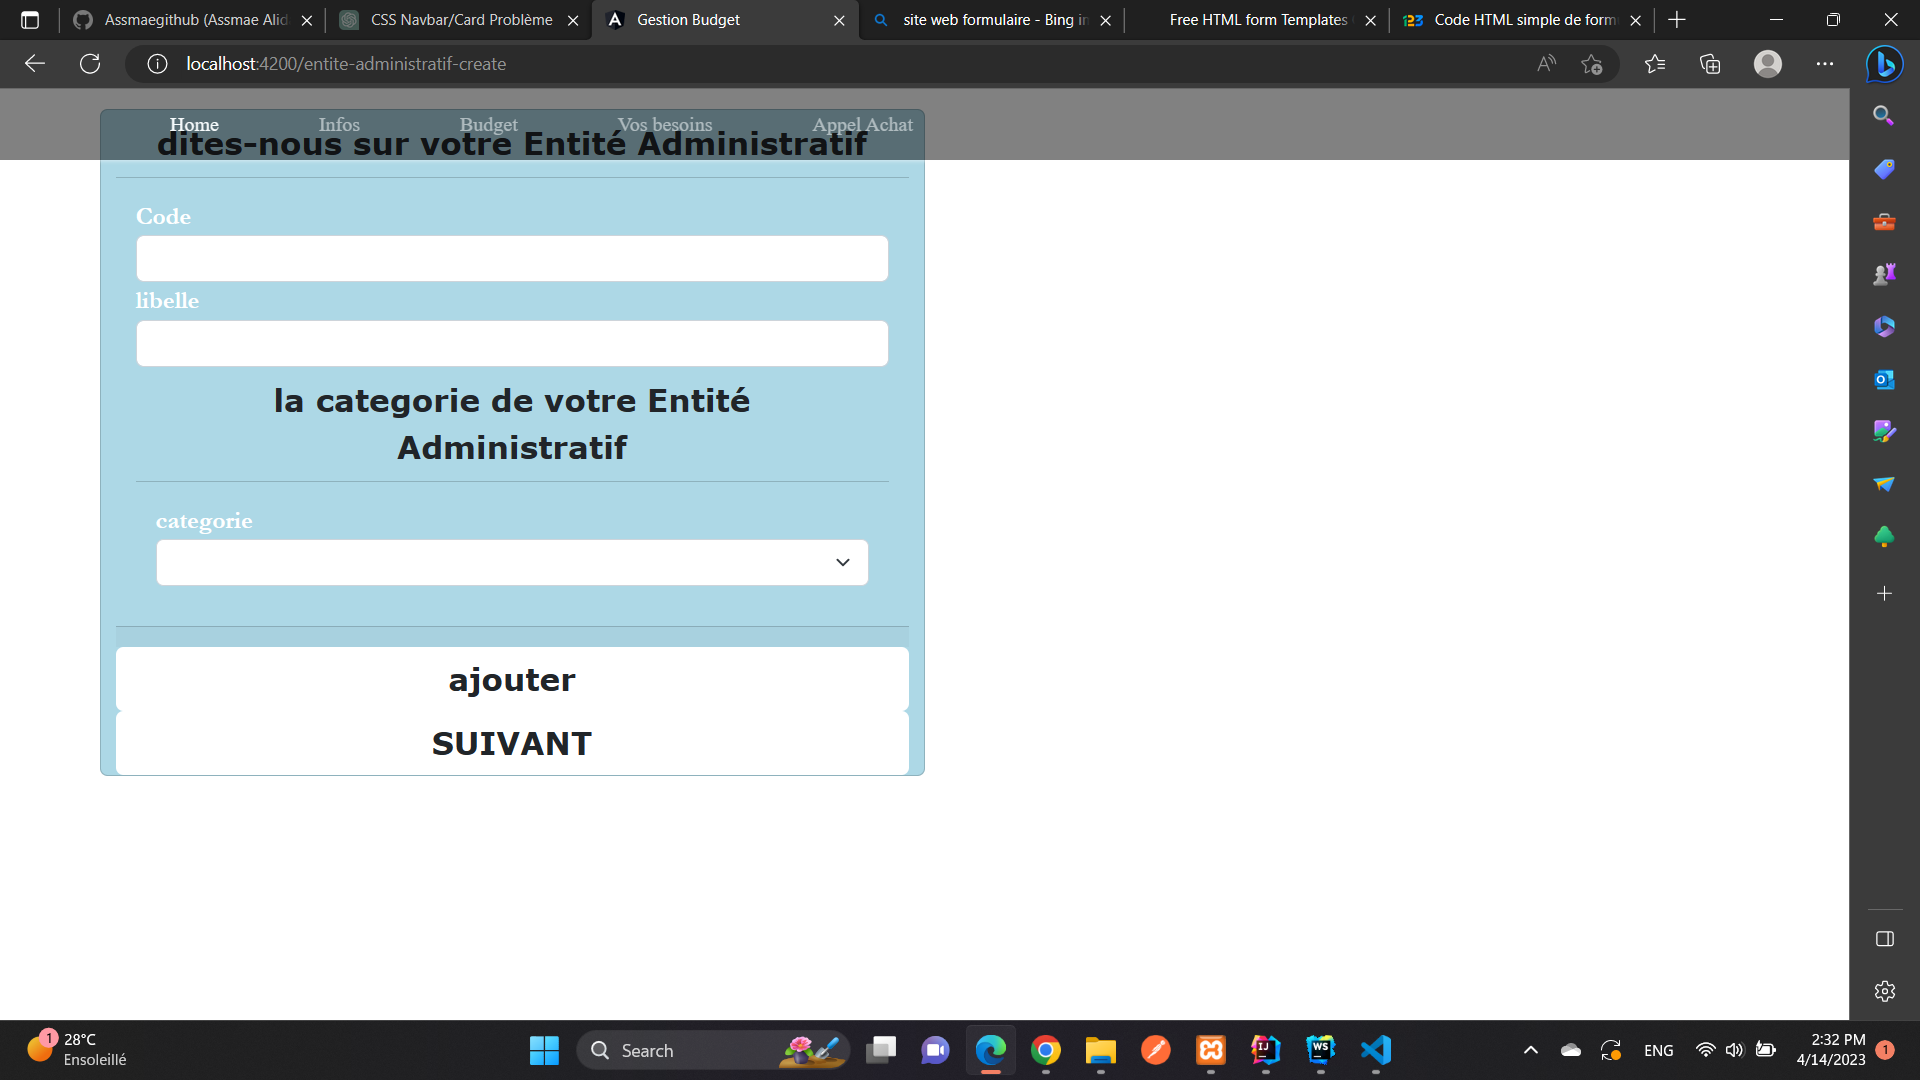 Assmaegithub (Assmae Alid
CSS Navbar/Card Problème
Gestion Budget
site web formulaire - Bing in
Free HTML form Templates
Code HTML simple de form
localhost:4200/entite-administratif-create
Home Infos Budget Vos besoins Appel Achat
dites-nous sur votre Entité Administratif
Code
libelle
la categorie de votre Entité
Administratif
categorie
ajouter
SUIVANT
1
28°C
Ensoleillé
Search
ENG
2:32 PM
4/14/2023
1